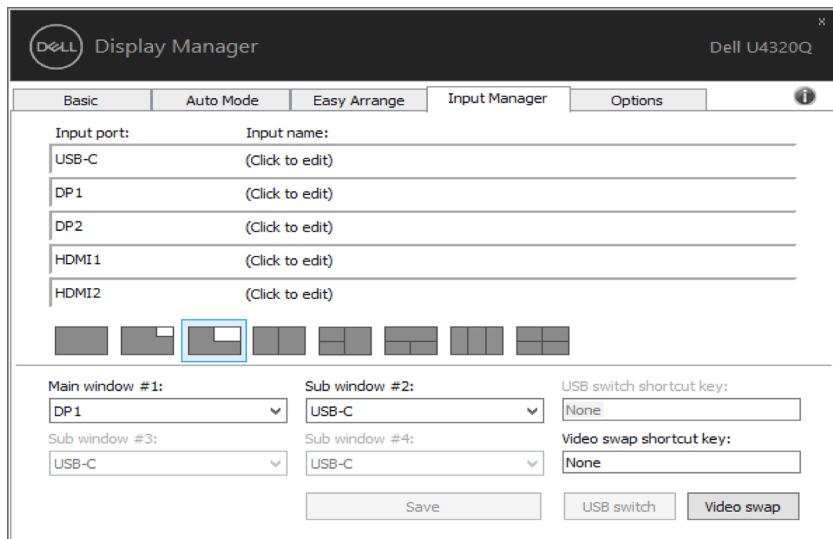 x
DELL Display Manager Dell U4320Q
Basic Auto Mode Easy Arrange Input Manager Options i
Input port: Input name:
USB-C (Click to edit)
DP1 (Click to edit)
DP2 (Click to edit)
HDMI1 (Click to edit)
HDMI2 (Click to edit)
Main window #1: Sub window #2: USB switch shortcut key:
DP1 USB-C None
Sub window #3: Sub window #4: Video swap shortcut key:
USB-C USB-C None
Save USB switch Video swap